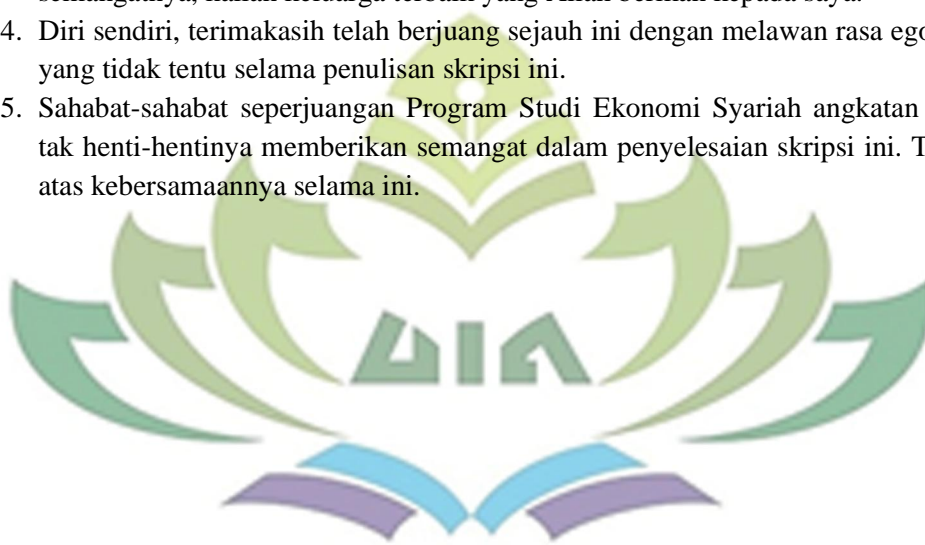 4. Diri sendiri, terimakasih telah berjuang sejauh ini dengan melawan rasa ego
yang tidak tentu selama penulisan skripsi ini.
5. Sahabat-sahabat seperjuangan Program Studi Ekonomi Syariah angkatan
tak henti-hentinya memberikan semangat dalam penyelesaian skripsi ini. T
atas kebersamaannya selama ini.
UIN